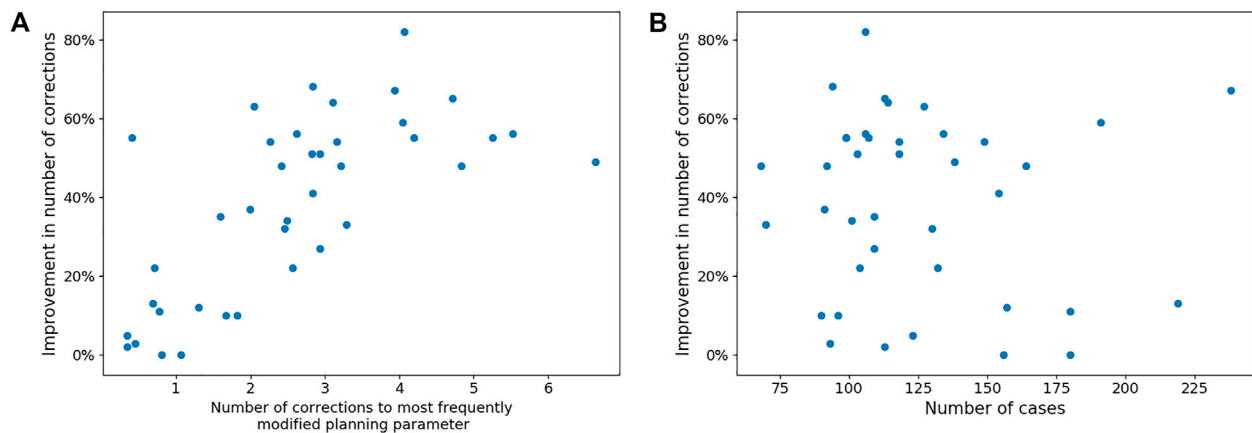 A
Improvement in number of corrections
80%
60%
40%
20%
0%
1 2 3 4 5 6
Number of corrections to most frequently
modified planning parameter
B
Improvement in number of corrections
80%
60%
40%
20%
0%
75 100 125 150 175 200 225
Number of cases